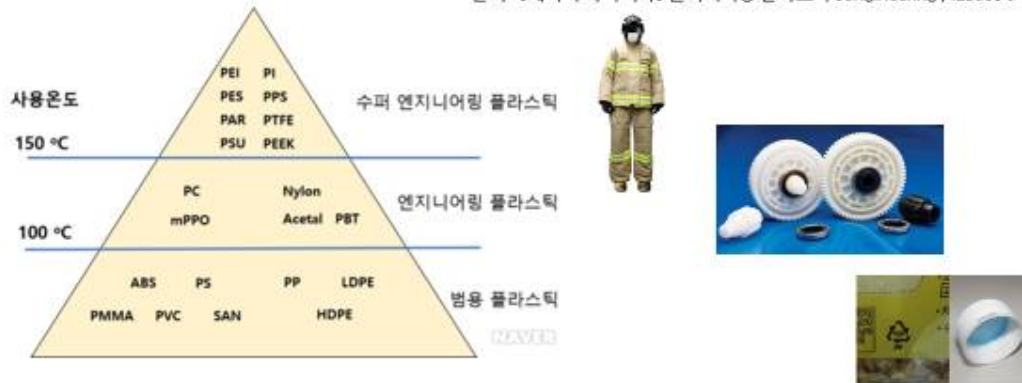 사용온도
PEI PI
PES PPS
PAR PTFE
PSU PEEK
수퍼 엔지니어링 플라스틱
150 ℃
PC Nylon
mPPO Acetal PBT
엔지니어링 플라스틱
100 ℃
ABS PS PP LDPE
PMMA PVC SAN HDPE
범용 플라스틱
NAVER